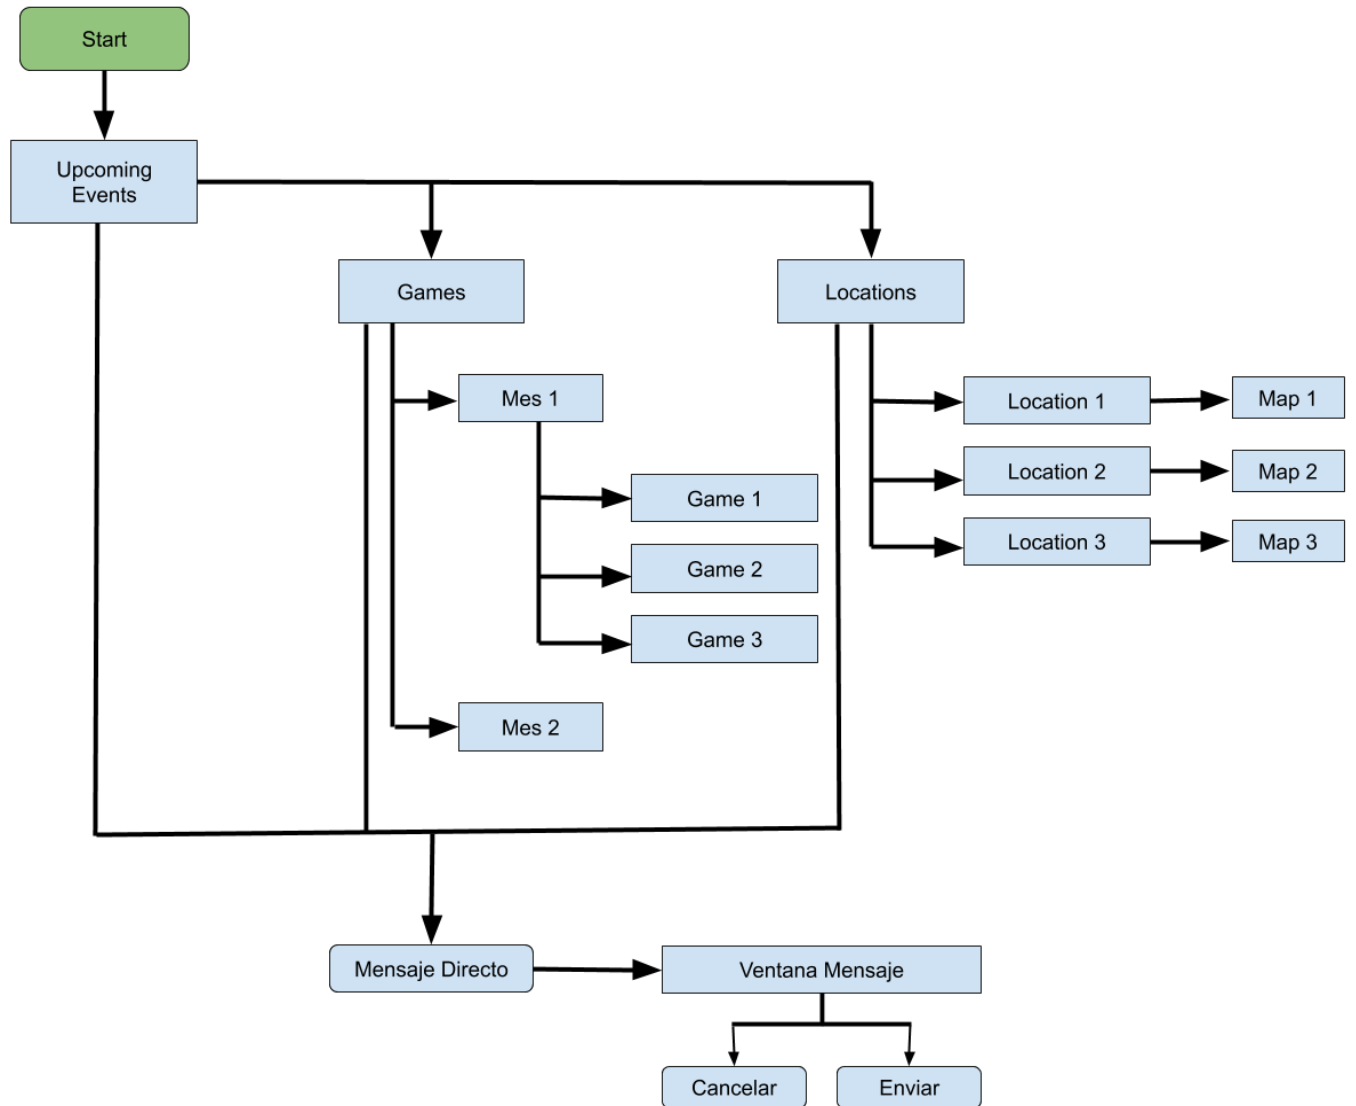 Start
Upcoming
Events
Games
Locations
Mes 1
Location 1
Map 1
Location 2
Map 2
Game 1
Location 3
Map 3
Game 2
Game 3
Mes 2
Mensaje Directo
Ventana Mensaje
Cancelar
Enviar